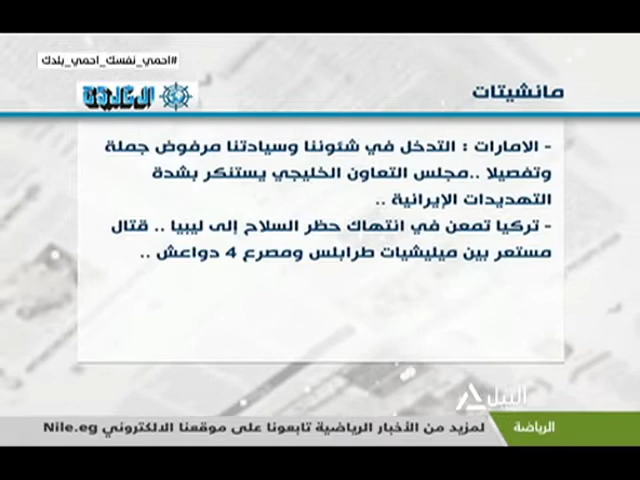 #احمي_نفسك_احمي_بلدك
مانشيتات
- الامارات : التدخل في شئوننا وسيادتنا مرفوض جملة
وتفصيلا ..مجلس التعاون الخليجي يستنكر بشدة
التهديدات الإيرانية ..
- تركيا تمعن في انتهاك حظر السلاح إلى ليبيا .. قتال
مستعر بين ميليشيات طرابلس ومصرع 4 دواعش ..
النيل
الرياضة
لمزيد من الأخبار الرياضية تابعونا على موقعنا الالكتروني Nile.eg